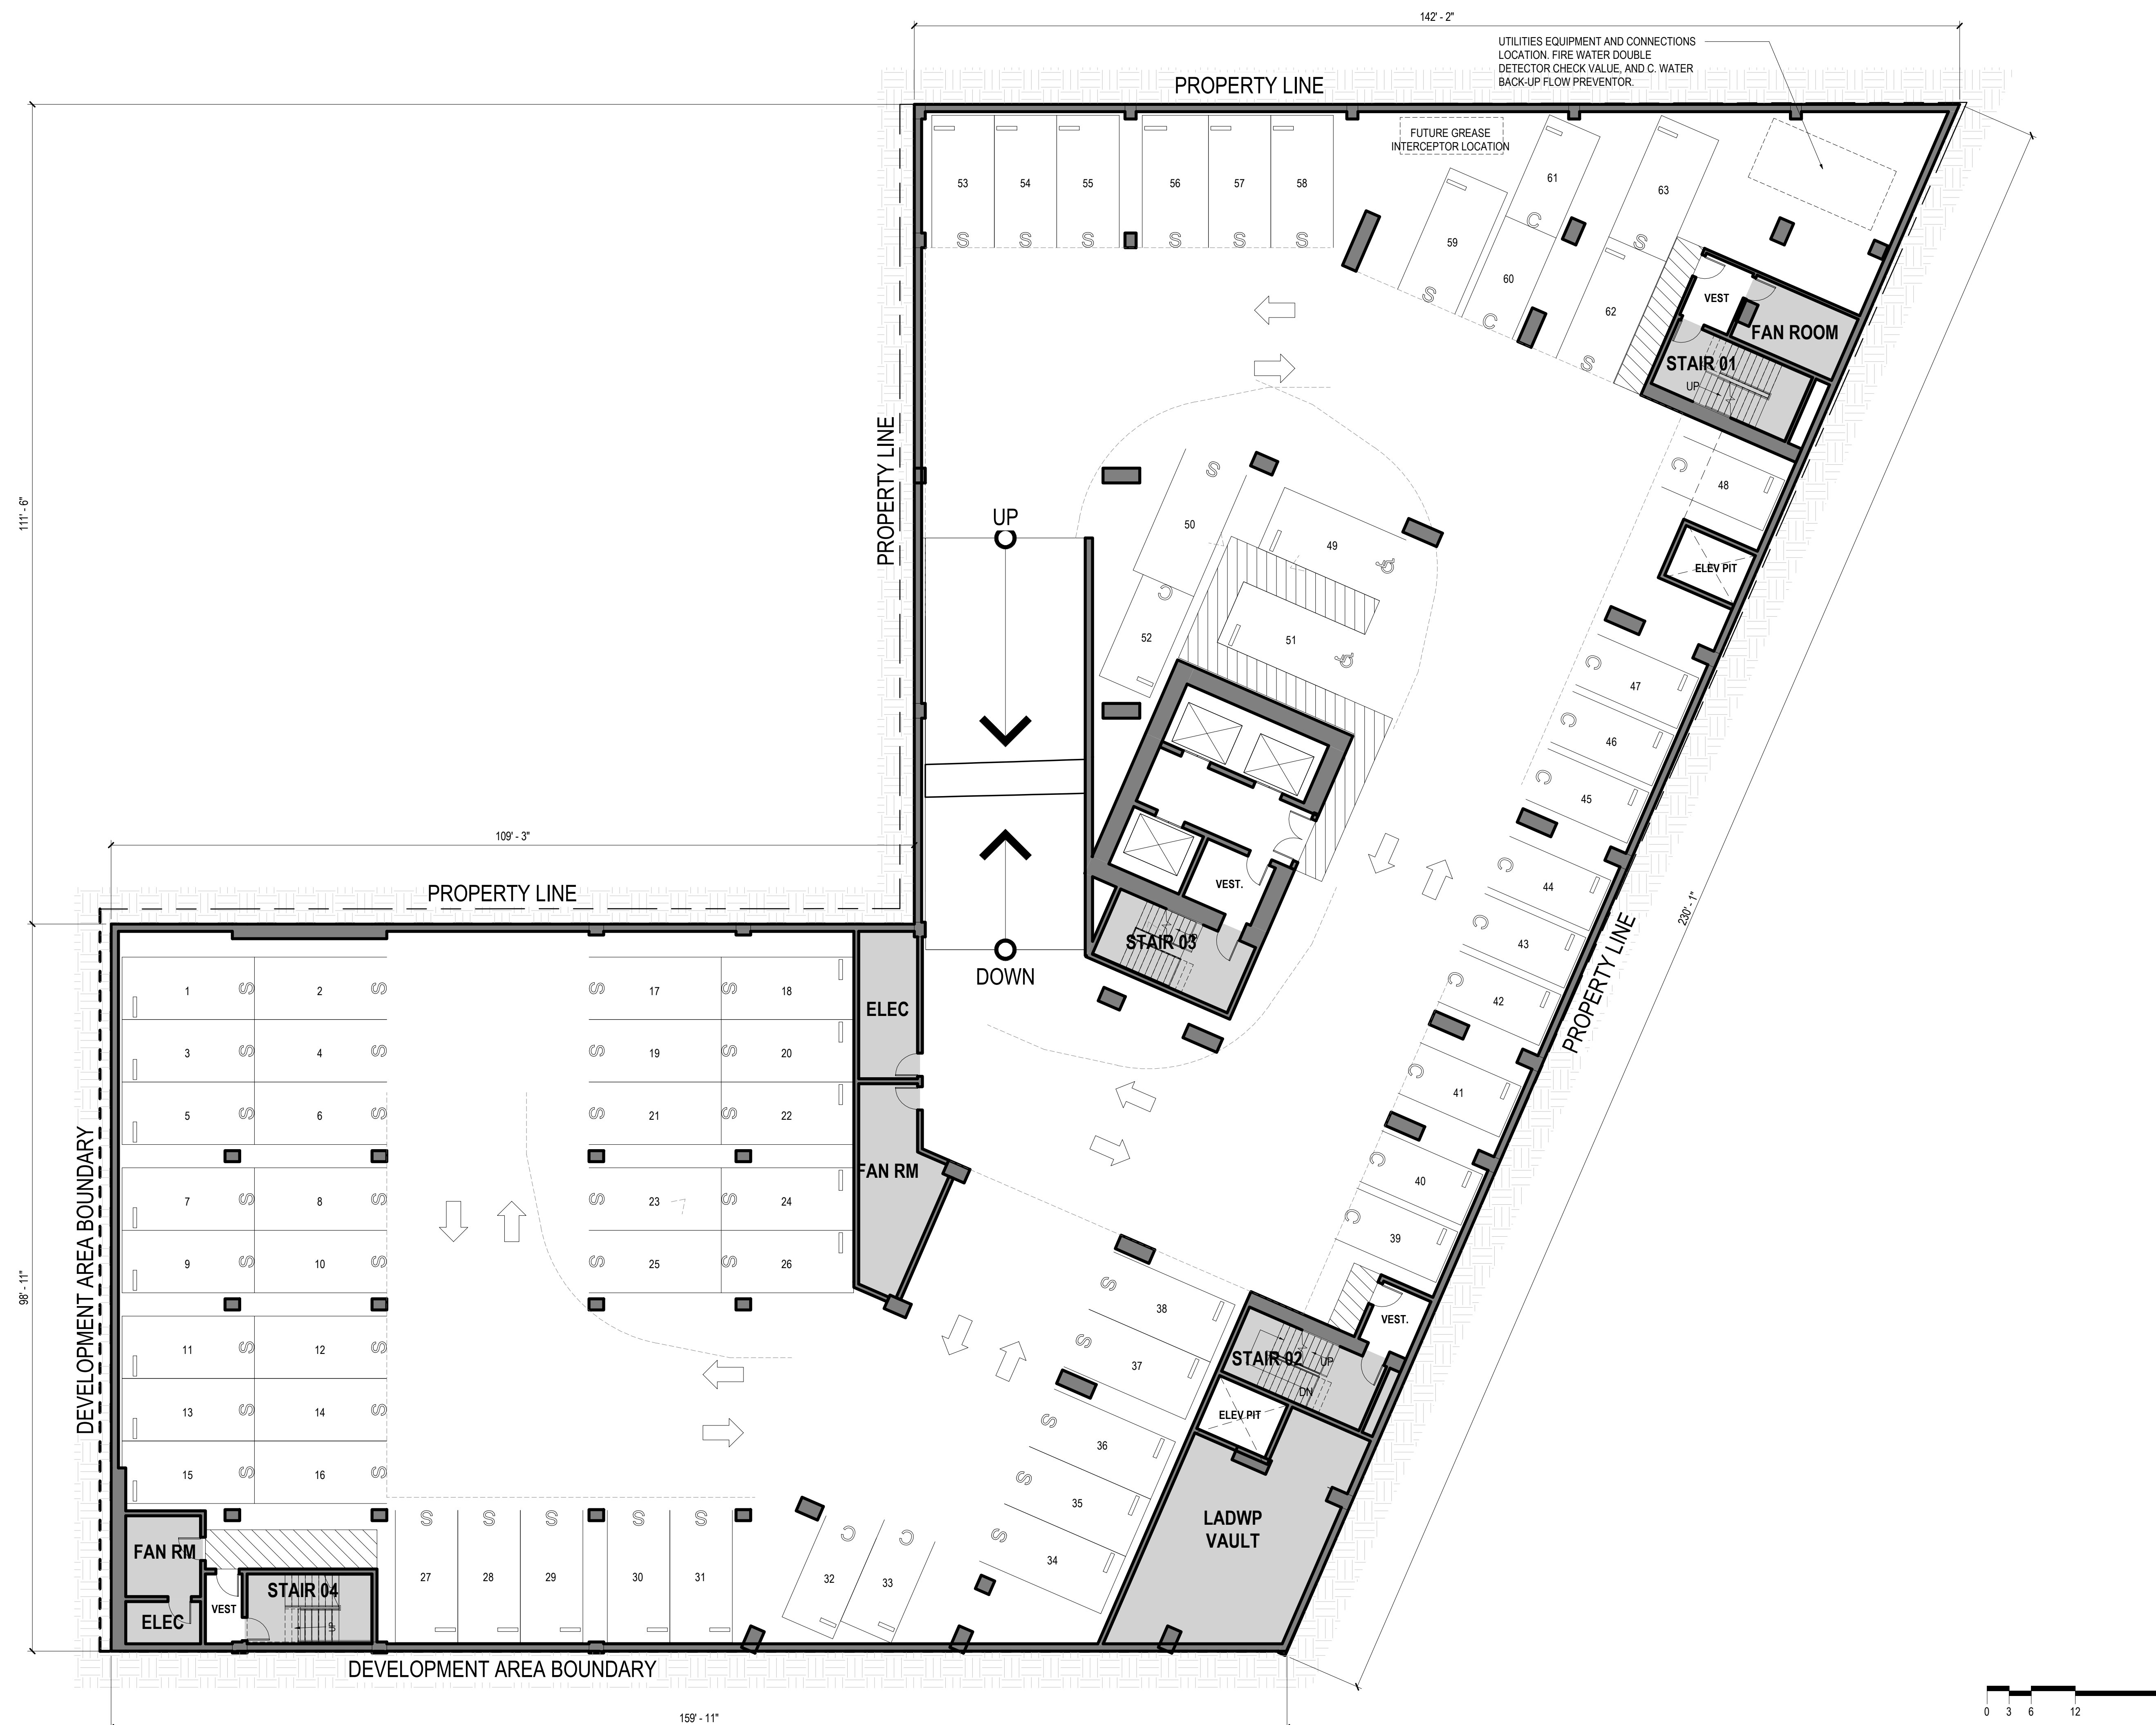 142' - 2"
UTILITIES EQUIPMENT AND CONNECTIONS
LOCATION. FIRE WATER DOUBLE
DETECTOR CHECK VALUE, AND C. WATER
BACK-UP FLOW PREVENTOR.
PROPERTY LINE
FUTURE GREASE
INTERCEPTOR LOCATION
53
S
54
S
55
S
56
S
57
S
58
S
59
S
60
C
61
C
62
S
63
S
VEST
FAN ROOM
STAIR 01
UP
111' - 6"
PROPERTY LINE
UP
50
S
49
51
52
C
48
C
ELEV PIT
47
C
46
C
45
C
44
C
43
C
42
C
41
C
40
C
39
C
230' - 1"
PROPERTY LINE
VEST.
STAIR 03
UP
DOWN
109' - 3"
PROPERTY LINE
98' - 11"
DEVELOPMENT AREA BOUNDARY
1
S
2
S
3
S
4
S
5
S
6
S
7
S
8
S
9
S
10
S
11
S
12
S
13
S
14
S
15
S
16
S
17
S
18
S
19
S
20
S
21
S
22
S
23
S
24
S
25
S
26
S
ELEC
FAN RM
38
S
37
S
36
S
35
S
34
S
VEST.
STAIR 02
UP
DN
ELEV PIT
LADWP
VAULT
FAN RM
ELEC
VEST
STAIR 04
UP
27
S
28
S
29
S
30
S
31
S
32
C
33
C
DEVELOPMENT AREA BOUNDARY
159' - 11"
0 3 6 12